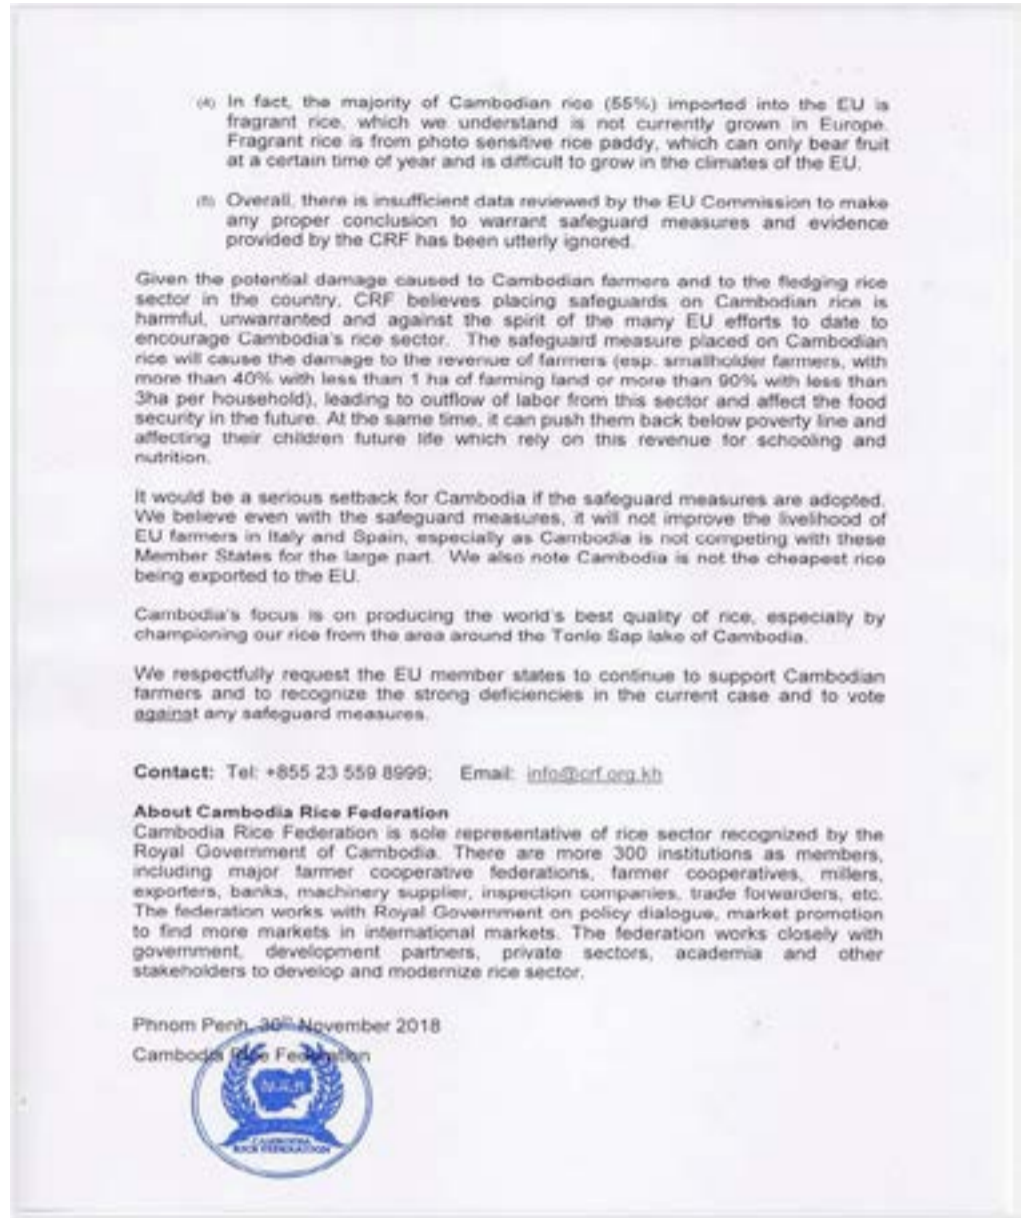 (4) In fact, the majority of Cambodian rice (55%) imported into the EU is
fragrant rice, which we understand is not currently grown in Europe.
Fragrant rice is from photo sensitive rice paddy, which can only bear fruit
at a certain time of year and is difficult to grow in the climates of the EU.
Overall, there is insufficient data reviewed by the EU Commission to make
any proper conclusion to warrant safeguard measures and evidence
provided by the CRF has been utterly ignored.
Given the potential damage caused to Cambodian farmers and to the fledging rice
sector in the country, CRF believes placing safeguards on Cambodian rice is
harmful, unwarranted and against the spirit of the many EU efforts to date to
encourage Cambodia's rice sector. The safeguard measure placed on Cambodian
rice will cause the damage to the revenue of farmers (esp. smallholder farmers, with
more than 40% with less than 1 ha of farming land or more than 90% with less than
3ha per household), leading to outflow of labor from this sector and affect the food
security in the future. At the same time, it can push them back below poverty line and
affecting their children future life which rely on this revenue for schooling and
nutrition.
It would be a serious setback for Cambodia if the safeguard measures are adopted.
We believe even with the safeguard measures, it will not improve the livelihood of
EU farmers in Italy and Spain, especially as Cambodia is not competing with these
Member States for the large part. We also note Cambodia is not the cheapest rice
being exported to the EU.
Cambodia's focus is on producing the world's best quality of rice, especially by
championing our rice from the area around the Tonle Sap lake of Cambodia.
We respectfully request the EU member states to continue to support Cambodian
farmers and to recognize the strong deficiencies in the current case and to vote
against any safeguard measures.
Contact: Tel: +855 23 559 8999; Email: info@crf.org.kh
About Cambodia Rice Federation
Cambodia Rice Federation is sole representative of rice sector recognized by the
Royal Government of Cambodia. There are more 300 institutions as members,
including major farmer cooperative federations, farmer cooperatives, millers,
exporters, banks, machinery supplier, inspection companies, trade forwarders, etc.
The federation works with Royal Government on policy dialogue, market promotion
to find more markets in international markets. The federation works closely with
government, development partners, private sectors, academia and other
stakeholders to develop and modernize rice sector.
Phnom Penh, 30th November 2018
Cambodia Rice Federation
CAMBODIA
RICE FEDERATION